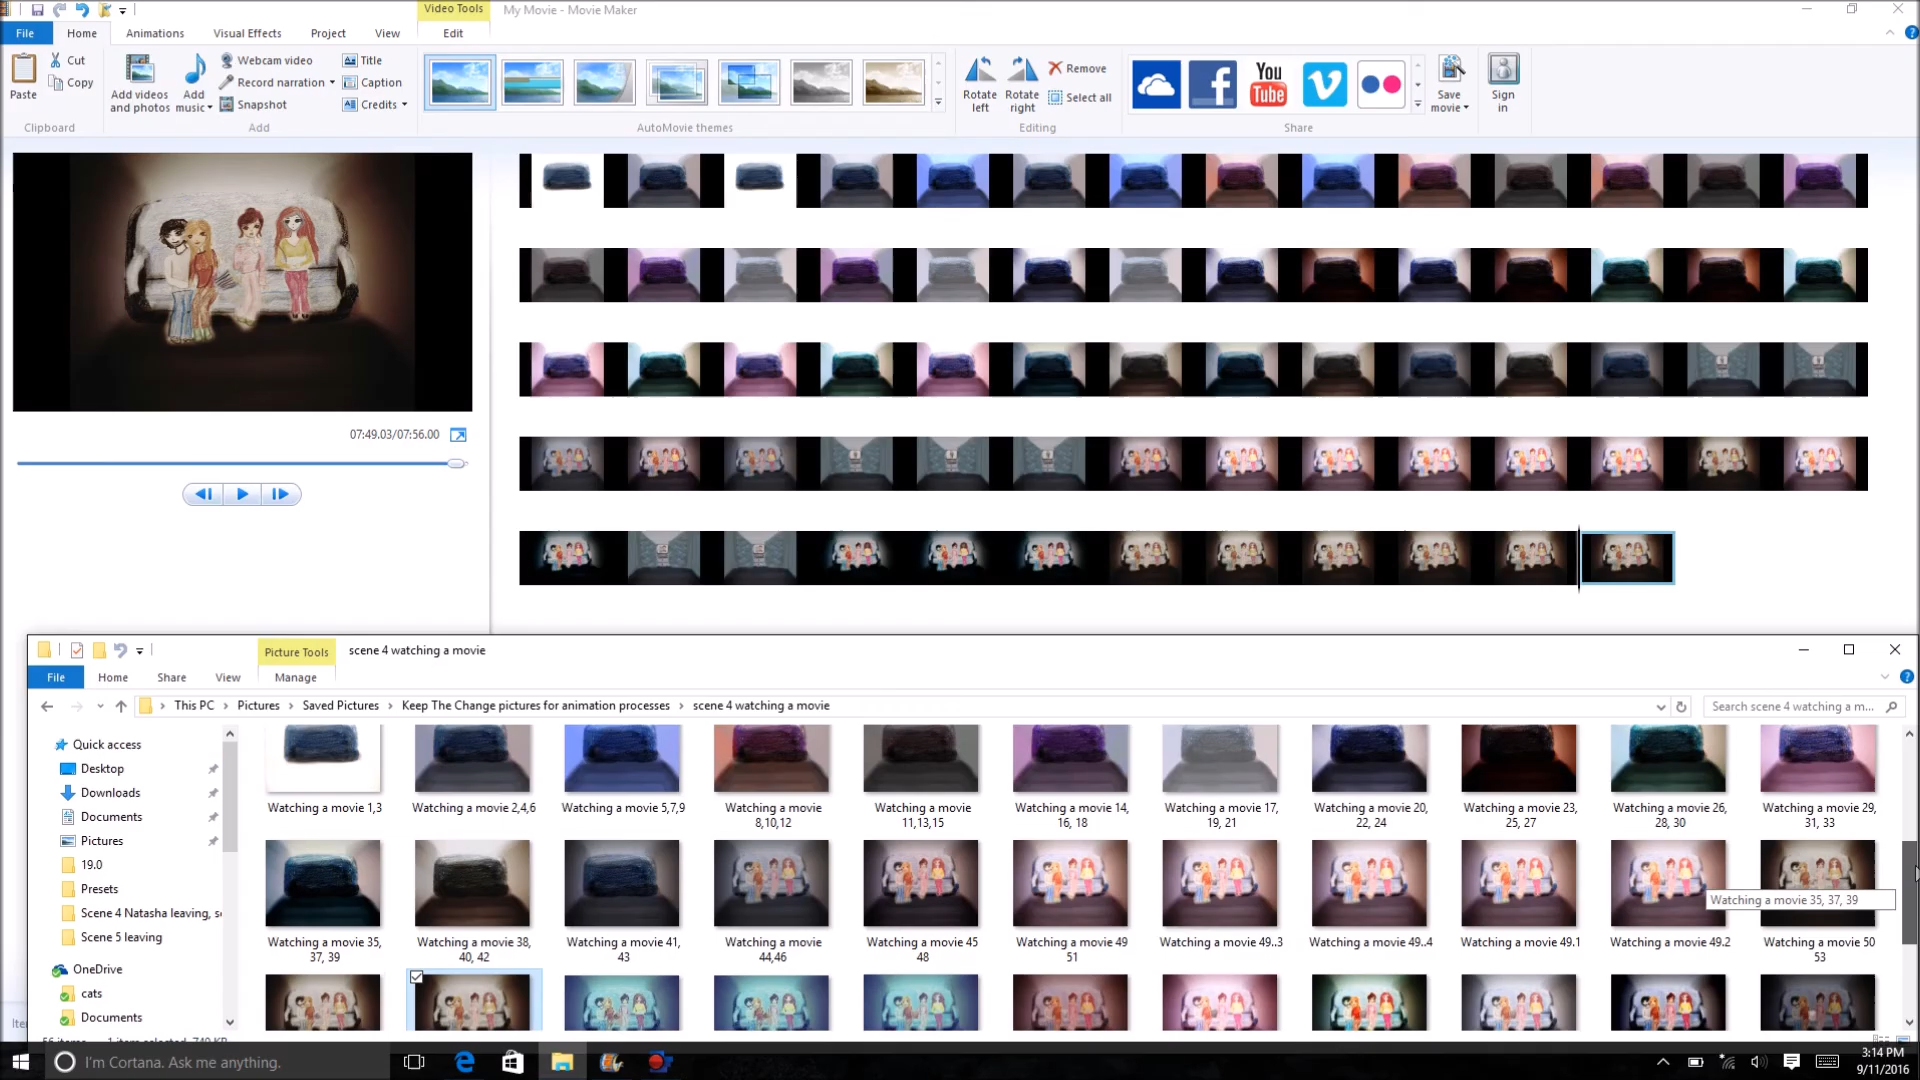 Video Tools
My Movie - Movie Maker
File
Home
Animations
Visual Effects
Project
View
Edit
Paste
Cut
Copy
Clipboard
Add videos
and photos
Add
music
Webcam video
Record narration
Snapshot
Title
Caption
Credits
Add
AutoMovie themes
Rotate
left
Rotate
right
Remove
Select all
Editing
You
Tube
Share
Save
movie
Sign
in
07:49.03/07:56.00
Picture Tools
scene 4 watching a movie
File
Home
Share
View
Manage
This PC
Pictures
Saved Pictures
Keep The Change pictures for animation processes
scene 4 watching a movie
Search scene 4 watching a m...
Quick access
Desktop
Downloads
Documents
Pictures
19.0
Presets
Scene 4 Natasha leaving, s
Scene 5 leaving
OneDrive
cats
Documents
Watching a movie 1,3
Watching a movie 2,4,6
Watching a movie 5,7,9
Watching a movie
8,10,12
Watching a movie
11,13,15
Watching a movie 14,
16, 18
Watching a movie 17,
19, 21
Watching a movie 20,
22, 24
Watching a movie 23,
25, 27
Watching a movie 26,
28, 30
Watching a movie 29,
31, 33
Watching a movie 35, 37, 39
Watching a movie 35,
37, 39
Watching a movie 38,
40, 42
Watching a movie 41,
43
Watching a movie
44,46
Watching a movie 45
48
Watching a movie 49
51
Watching a movie 49..3
Watching a movie 49..4
Watching a movie 49.1
Watching a movie 49.2
Watching a movie 50
53
I'm Cortana. Ask me anything.
3:14 PM
9/11/2016